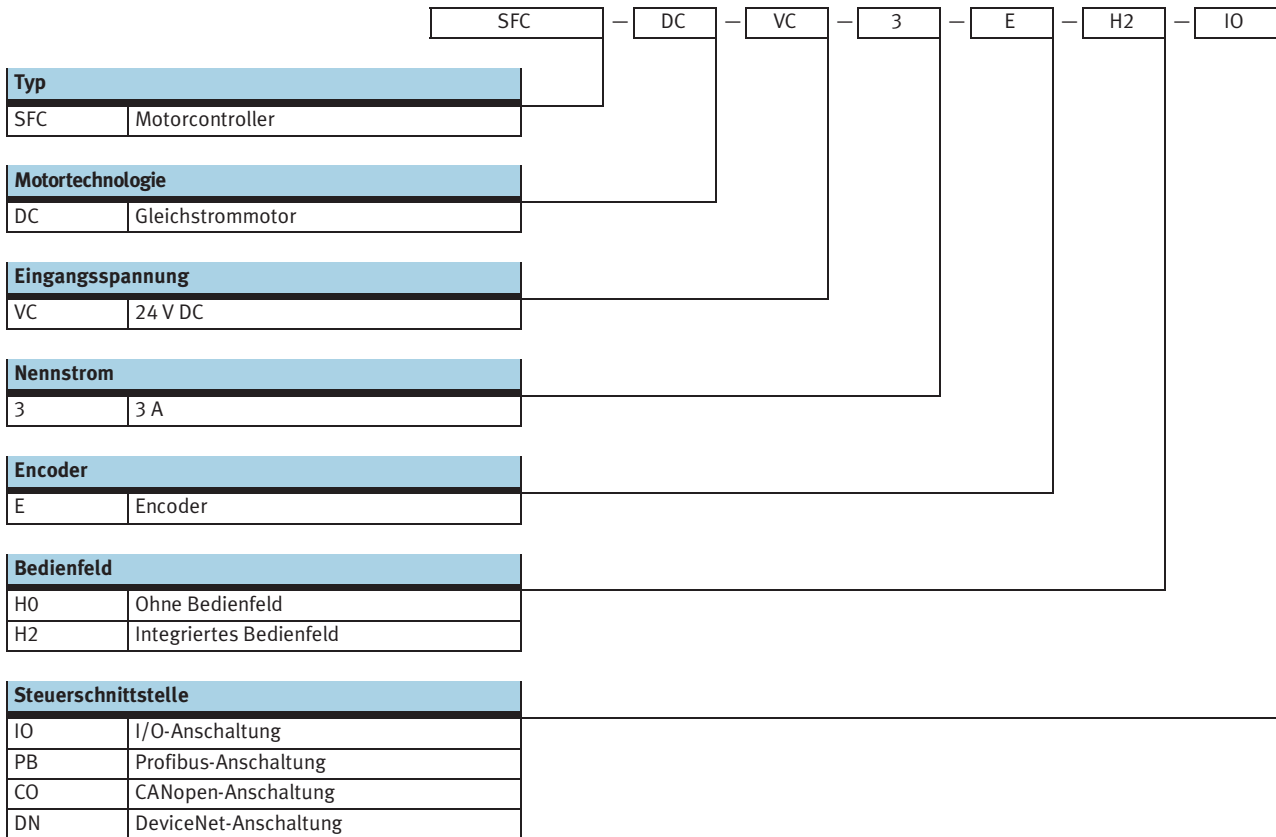 SFC — DC — VC — 3 — E — H2 — IO
Typ
SFC Motorcontroller
Motortechnologie
DC Gleichstrommotor
Eingangsspannung
VC 24 V DC
Nennstrom
3 3 A
Encoder
E Encoder
Bedienfeld
H0 Ohne Bedienfeld
H2 Integriertes Bedienfeld
Steuerschnittstelle
IO I/O-Anschaltung
PB Profibus-Anschaltung
CO CANopen-Anschaltung
DN DeviceNet-Anschaltung